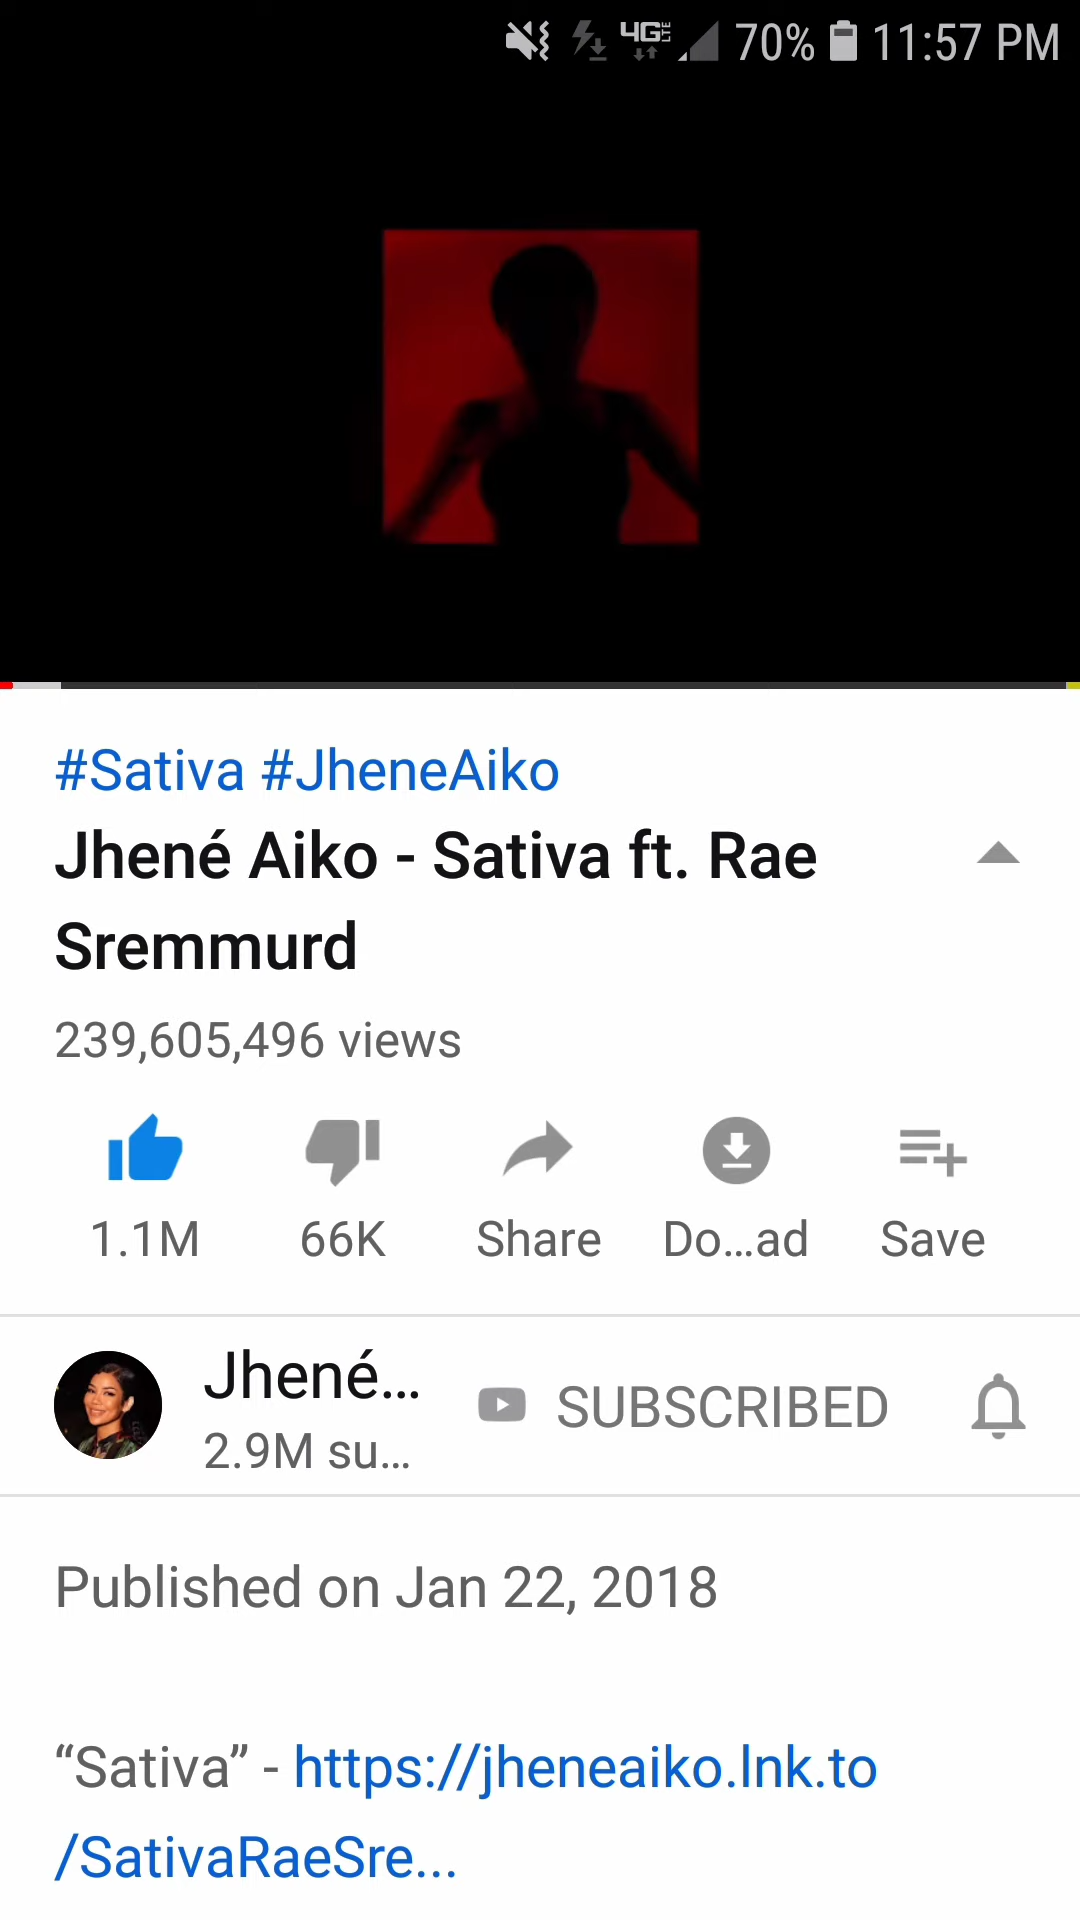 4G LTE 70% 11:57 PM
#Sativa #JheneAiko
Jhené Aiko - Sativa ft. Rae
Sremmurd
239,605,496 views
1.1M 66K Share Do...ad Save
Jhené...
SUBSCRIBED
2.9M su...
Published on Jan 22, 2018
“Sativa” - https://jheneaiko.lnk.to
/SativaRaeSre...